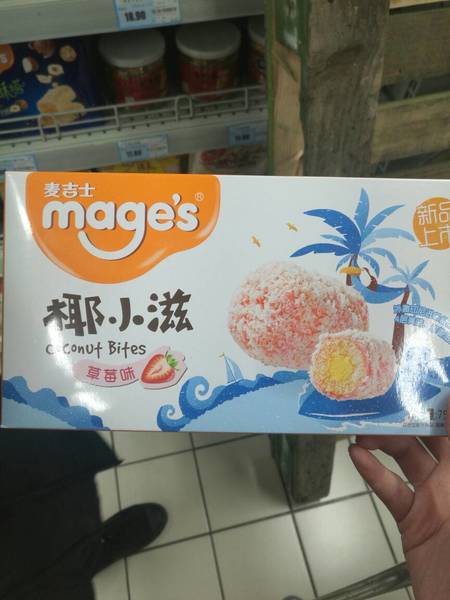 18.90
麦吉士
mage's®
新品
上市
椰小滋
Coconut Bites
草莓味